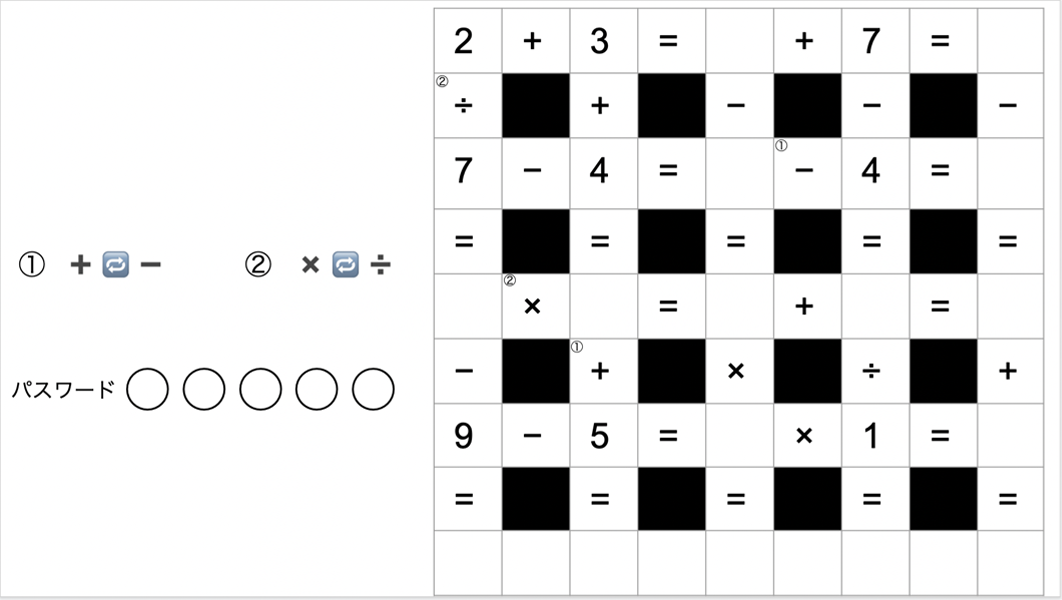 ① + 🔁 − ② × 🔁 ÷
パスワード ◯ ◯ ◯ ◯ ◯
2 + 3 = + 7 =
② ÷ + − − −
7 − 4 = ① − 4 =
= = = = =
② × = + =
− ① + × ÷ +
9 − 5 = × 1 =
= = = = =